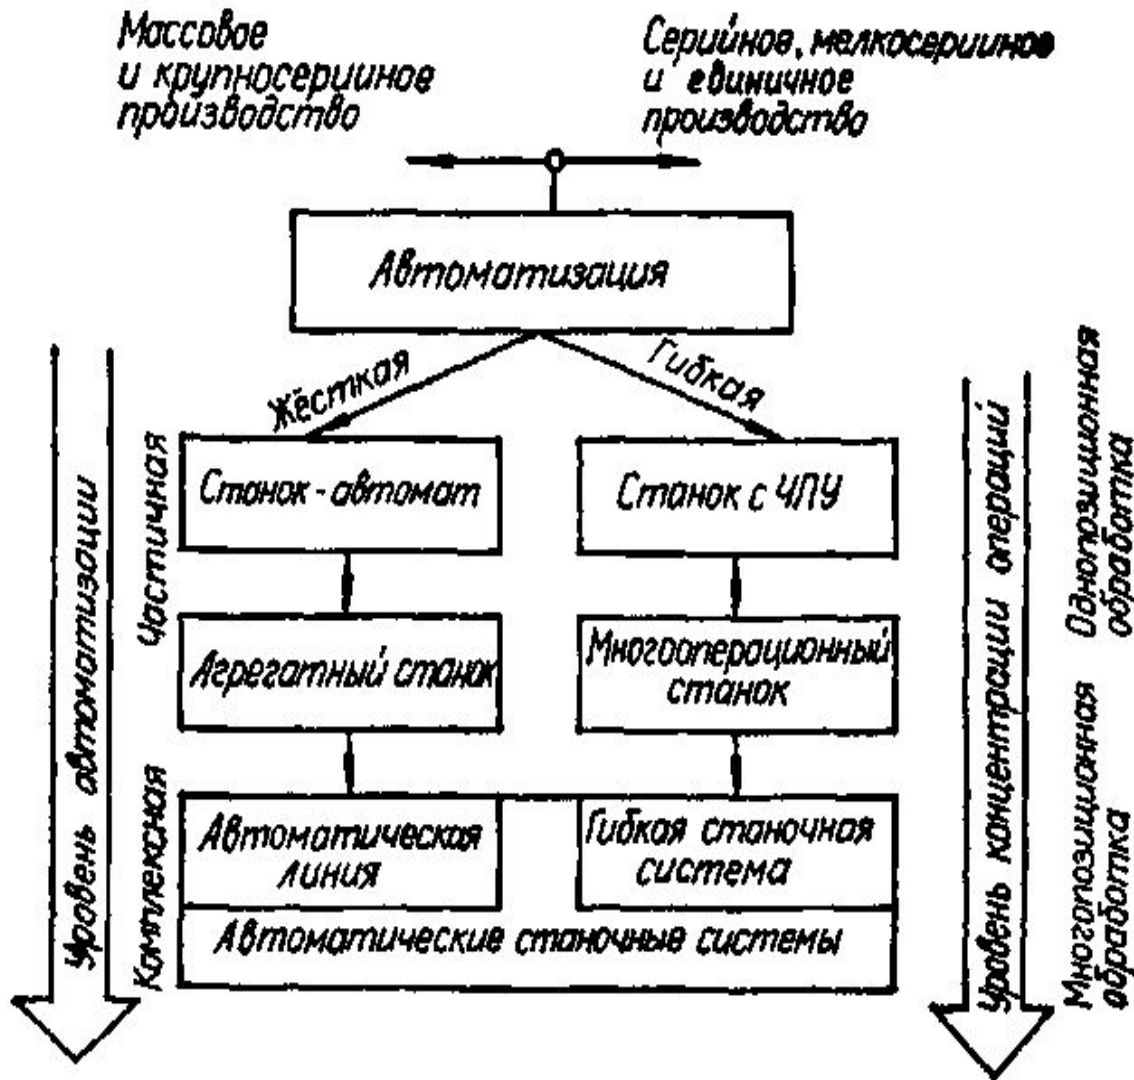 Массовое
и крупносерийное
производство
Серийное, мелкосерийное
и единичное
производство
Автоматизация
Жёсткая
Гибкая
Станок-автомат
Станок с ЧПУ
Агрегатный станок
Многооперационный
станок
Автоматическая
линия
Гибкая станочная
система
Автоматические станочные системы
Уровень автоматизации
Частичная
Комплексная
Уровень концентрации операций
Однопозиционная
обработка
Многопозиционная
обработка